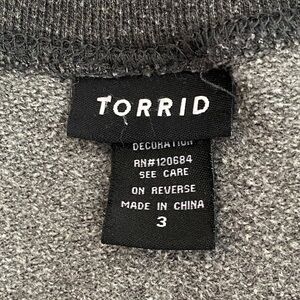 TORRID
DECORATION
RN#120684
SEE CARE
ON REVERSE
MADE IN CHINA
3